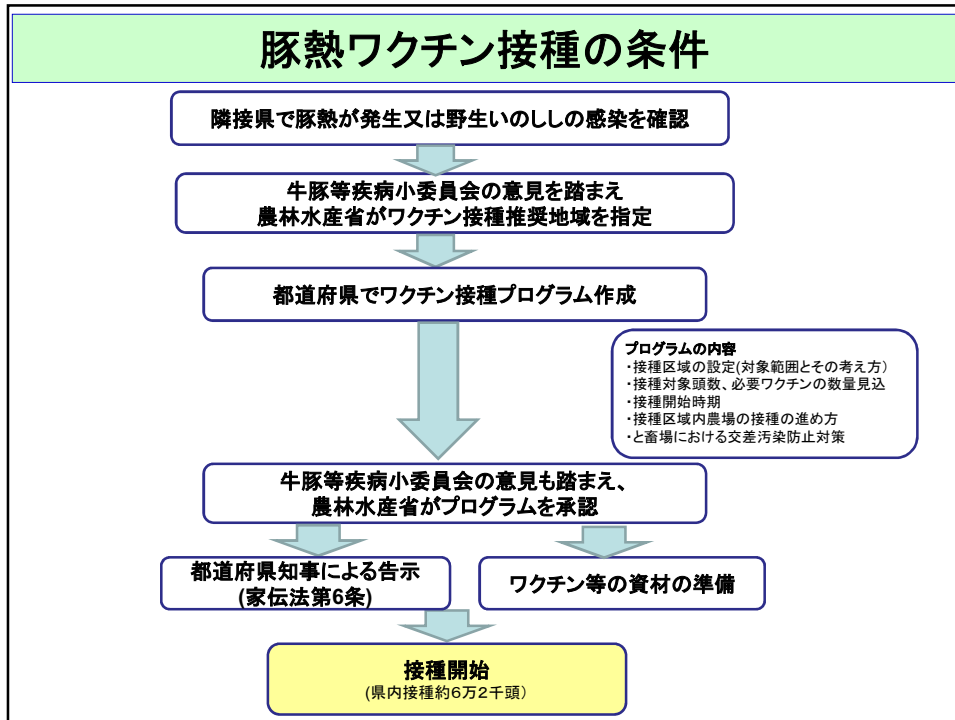 豚熱ワクチン接種の条件
隣接県で豚熱が発生又は野生いのししの感染を確認
牛豚等疾病小委員会の意見を踏まえ
農林水産省がワクチン接種推奨地域を指定
都道府県でワクチン接種プログラム作成
プログラムの内容
・接種区域の設定(対象範囲とその考え方)
・接種対象頭数、必要ワクチンの数量見込
・接種開始時期
・接種区域内農場の接種の進め方
・と畜場における交差汚染防止対策
牛豚等疾病小委員会の意見も踏まえ、
農林水産省がプログラムを承認
都道府県知事による告示
(家伝法第6条)
ワクチン等の資材の準備
接種開始
(県内接種約6万2千頭)